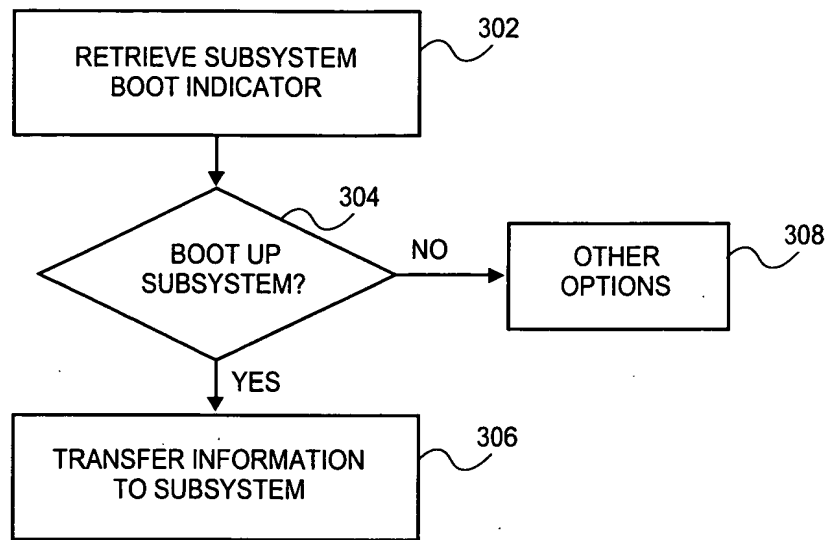 302
RETRIEVE SUBSYSTEM
BOOT INDICATOR
304
BOOT UP
SUBSYSTEM?
NO
OTHER
OPTIONS
308
YES
306
TRANSFER INFORMATION
TO SUBSYSTEM